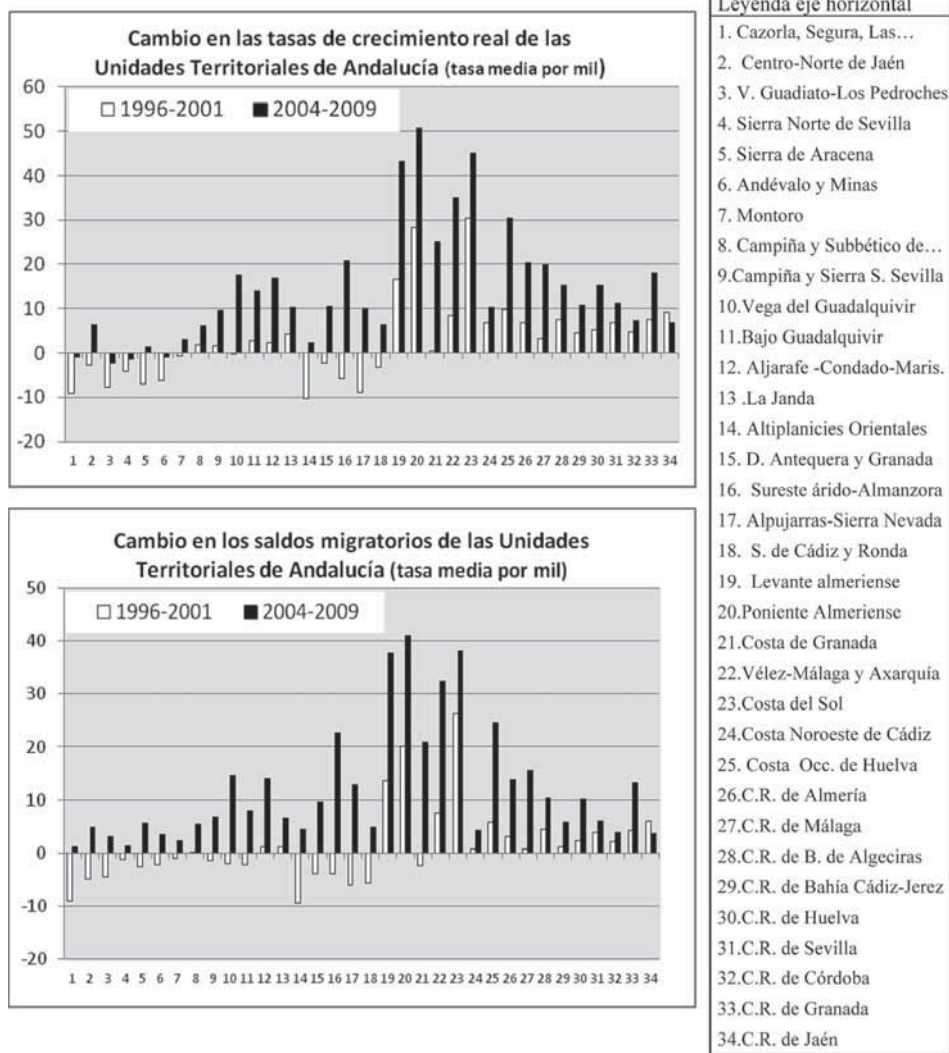 Cambio en las tasas de crecimiento real de las
Unidades Territoriales de Andalucía (tasa media por mil)
60
50
40
30
20
10
0
-10
-20
□ 1996-2001 ■ 2004-2009
1 2 3 4 5 6 7 8 9 10 11 12 13 14 15 16 17 18 19 20 21 22 23 24 25 26 27 28 29 30 31 32 33 34
Cambio en los saldos migratorios de las Unidades
Territoriales de Andalucía (tasa media por mil)
50
40
30
20
10
0
-10
-20
□ 1996-2001 ■ 2004-2009
1 2 3 4 5 6 7 8 9 10 11 12 13 14 15 16 17 18 19 20 21 22 23 24 25 26 27 28 29 30 31 32 33 34
Leyenda eje horizontal
1. Cazorla, Segura, Las…
2. Centro-Norte de Jaén
3. V. Guadiato-Los Pedroches
4. Sierra Norte de Sevilla
5. Sierra de Aracena
6. Andévalo y Minas
7. Montoro
8. Campiña y Subbético de…
9.Campiña y Sierra S. Sevilla
10.Vega del Guadalquivir
11.Bajo Guadalquivir
12. Aljarafe -Condado-Maris.
13 .La Janda
14. Altiplanicies Orientales
15. D. Antequera y Granada
16. Sureste árido-Almanzora
17. Alpujarras-Sierra Nevada
18. S. de Cádiz y Ronda
19. Levante almeriense
20.Poniente Almeriense
21.Costa de Granada
22.Vélez-Málaga y Axarquía
23.Costa del Sol
24.Costa Noroeste de Cádiz
25. Costa Occ. de Huelva
26.C.R. de Almería
27.C.R. de Málaga
28.C.R. de B. de Algeciras
29.C.R. de Bahía Cádiz-Jerez
30.C.R. de Huelva
31.C.R. de Sevilla
32.C.R. de Córdoba
33.C.R. de Granada
34.C.R. de Jaén